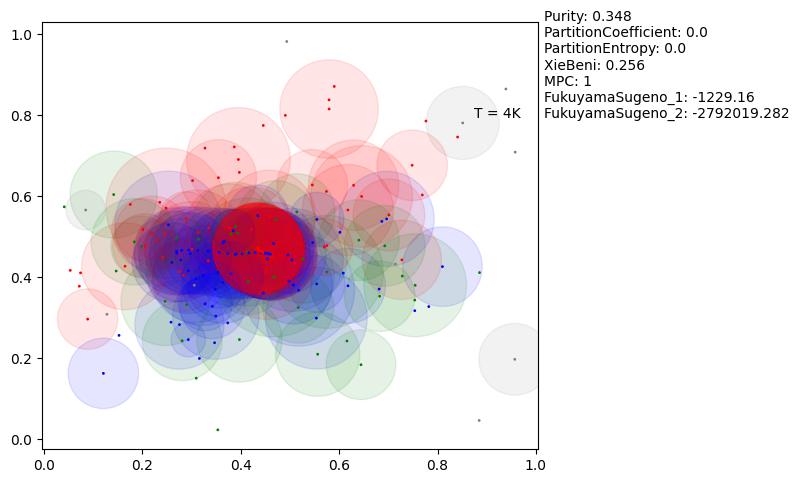 Purity: 0.348
PartitionCoefficient: 0.0
PartitionEntropy: 0.0
XieBeni: 0.256
MPC: 1
FukuyamaSugeno_1: -1229.16
FukuyamaSugeno_2: -2792019.282
T = 4K
1.0
0.8
0.6
0.4
0.2
0.0
0.0 0.2 0.4 0.6 0.8 1.0